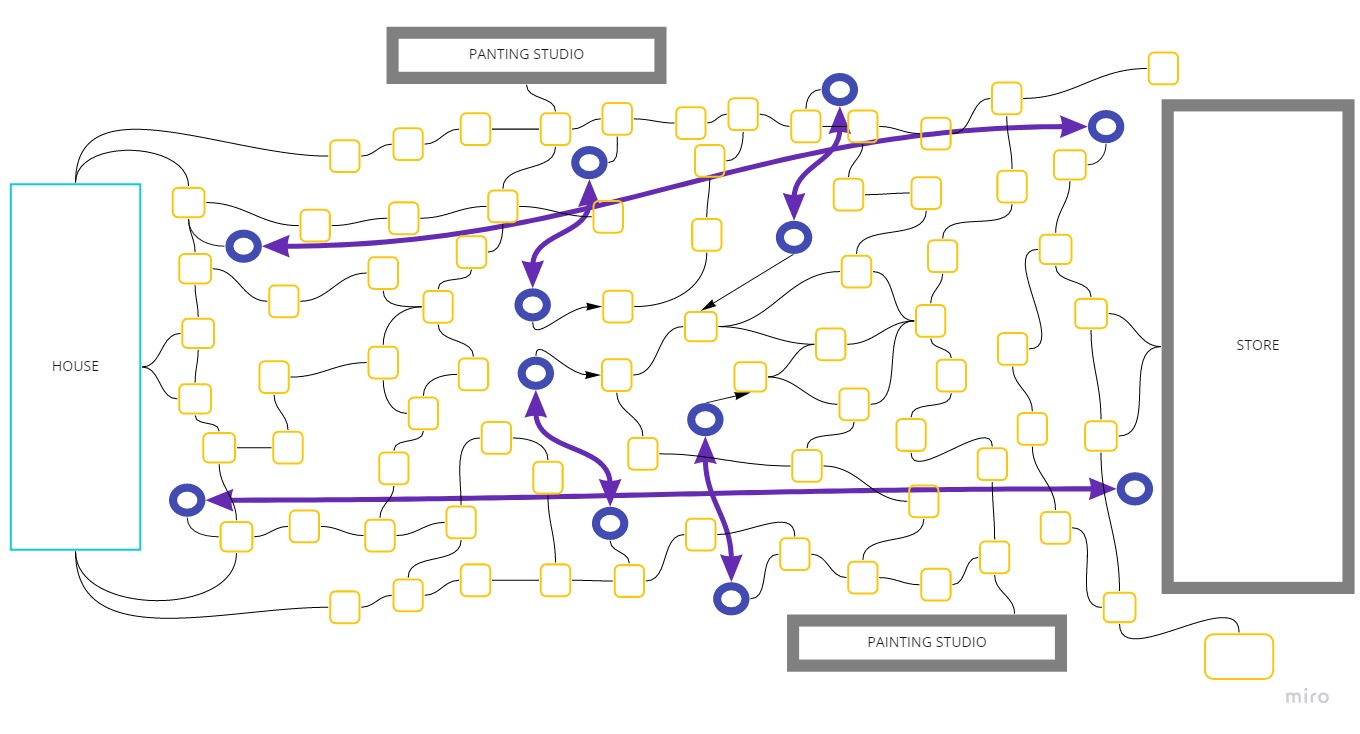 PANTING STUDIO
HOUSE
STORE
PAINTING STUDIO
miro